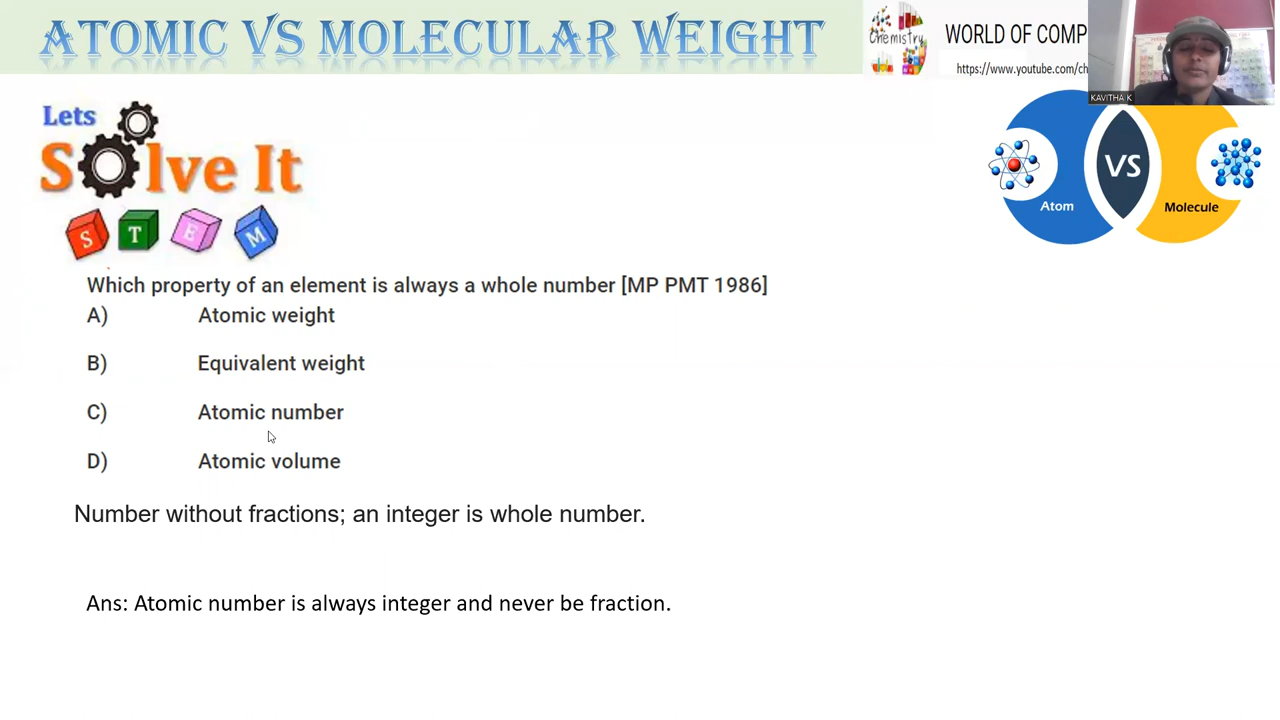 ATOMIC VS MOLECULAR WEIGHT
Chemistry
WORLD OF COMP
https://www.youtube.com/ch
KAVITHA K
Lets
Solve It
S T E M
Atom
VS
Molecule
Which property of an element is always a whole number [MP PMT 1986]
A) Atomic weight
B) Equivalent weight
C) Atomic number
D) Atomic volume
Number without fractions; an integer is whole number.
Ans: Atomic number is always integer and never be fraction.